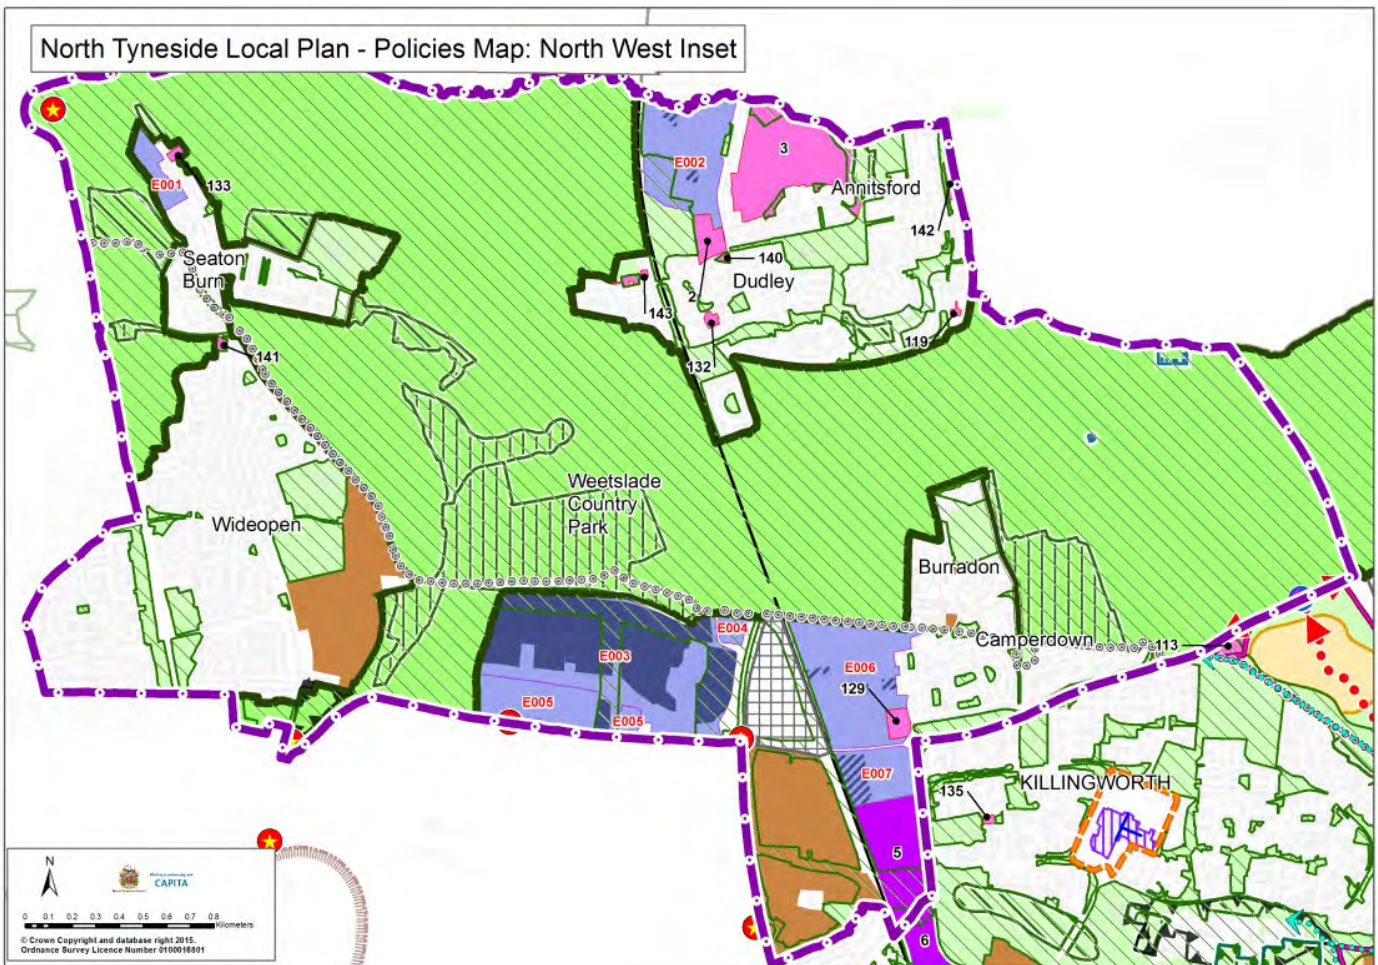 North Tyneside Local Plan - Policies Map: North West Inset
3
E002
E001
133
Annitsford
142
Seaton
Burn
140
Dudley
2
143
119
141
132
Weetslade
Country
Park
Wideopen
Burradon
E004
Camperdown
113
E003
E006
129
E005
E005
E007
KILLINGWORTH
135
5
6
N
CAPITA
0 0.1 0.2 0.3 0.4 0.5 0.6 0.7 0.8
Kilometers
© Crown Copyright and database right 2015.
Ordnance Survey Licence Number 0100016801